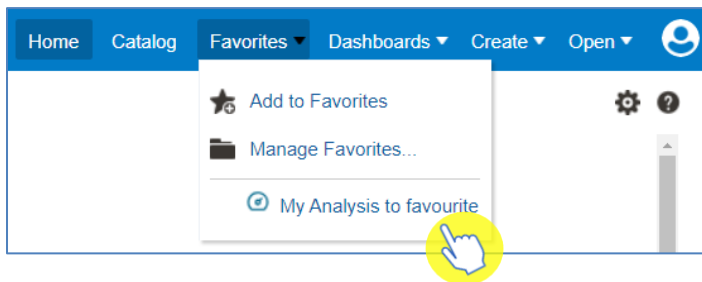 Home Catalog Favorites Dashboards Create Open
Add to Favorites
Manage Favorites...
My Analysis to favourite